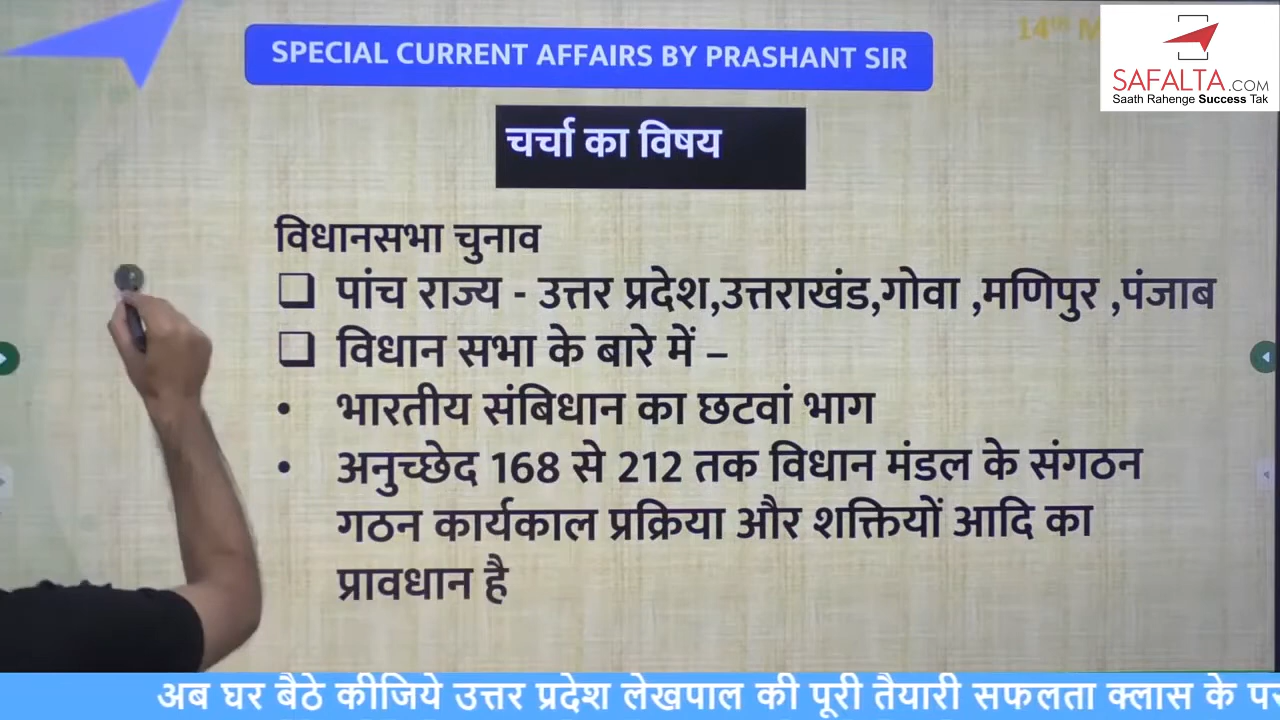 14th M
SPECIAL CURRENT AFFAIRS BY PRASHANT SIR
SAFALTA.COM
Saath Rahenge Success Tak
चर्चा का विषय
विधानसभा चुनाव
❑ पांच राज्य - उत्तर प्रदेश,उत्तराखंड,गोवा ,मणिपुर ,पंजाब
❑ विधान सभा के बारे में –
• भारतीय संबिधान का छटवां भाग
• अनुच्छेद 168 से 212 तक विधान मंडल के संगठन
गठन कार्यकाल प्रक्रिया और शक्तियों आदि का
प्रावधान है
अब घर बैठे कीजिये उत्तर प्रदेश लेखपाल की पूरी तैयारी सफलता क्लास के